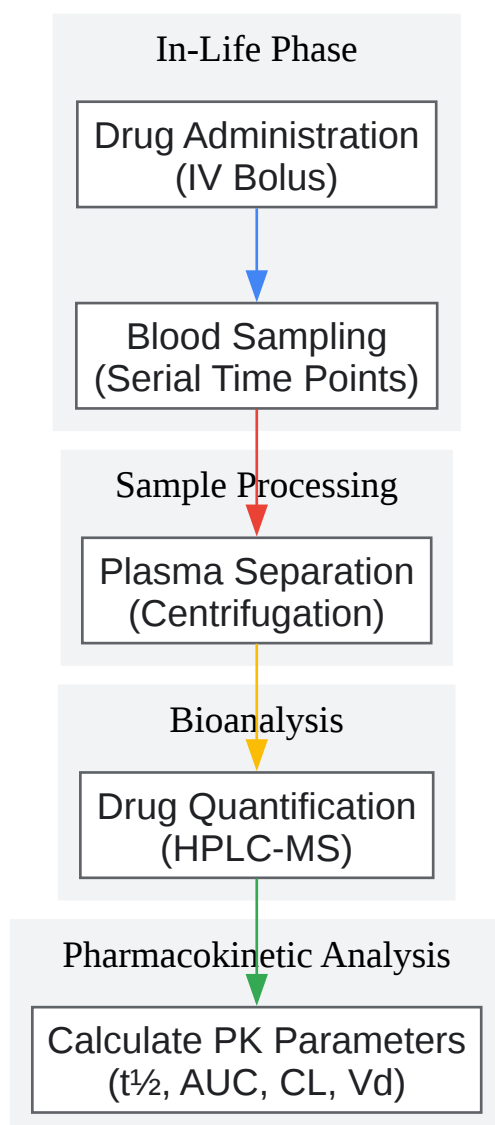 In-Life Phase
Drug Administration
(IV Bolus)
Blood Sampling
(Serial Time Points)
Sample Processing
Plasma Separation
(Centrifugation)
Bioanalysis
Drug Quantification
(HPLC-MS)
Pharmacokinetic Analysis
Calculate PK Parameters
(t½, AUC, CL, Vd)